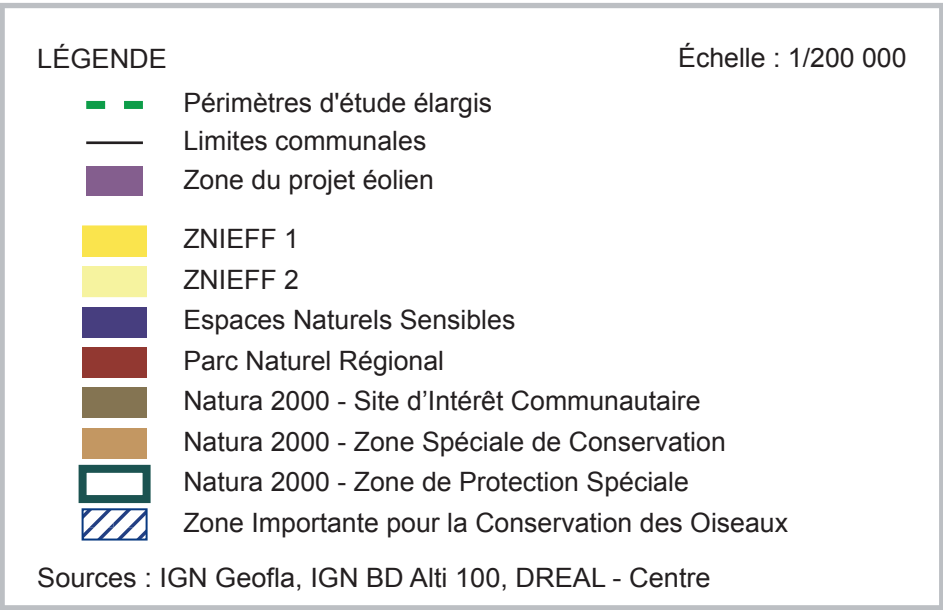 LÉGENDE Échelle : 1/200 000
Périmètres d'étude élargis
Limites communales
Zone du projet éolien
ZNIEFF 1
ZNIEFF 2
Espaces Naturels Sensibles
Parc Naturel Régional
Natura 2000 - Site d’Intérêt Communautaire
Natura 2000 - Zone Spéciale de Conservation
Natura 2000 - Zone de Protection Spéciale
Zone Importante pour la Conservation des Oiseaux
Sources : IGN Geofla, IGN BD Alti 100, DREAL - Centre